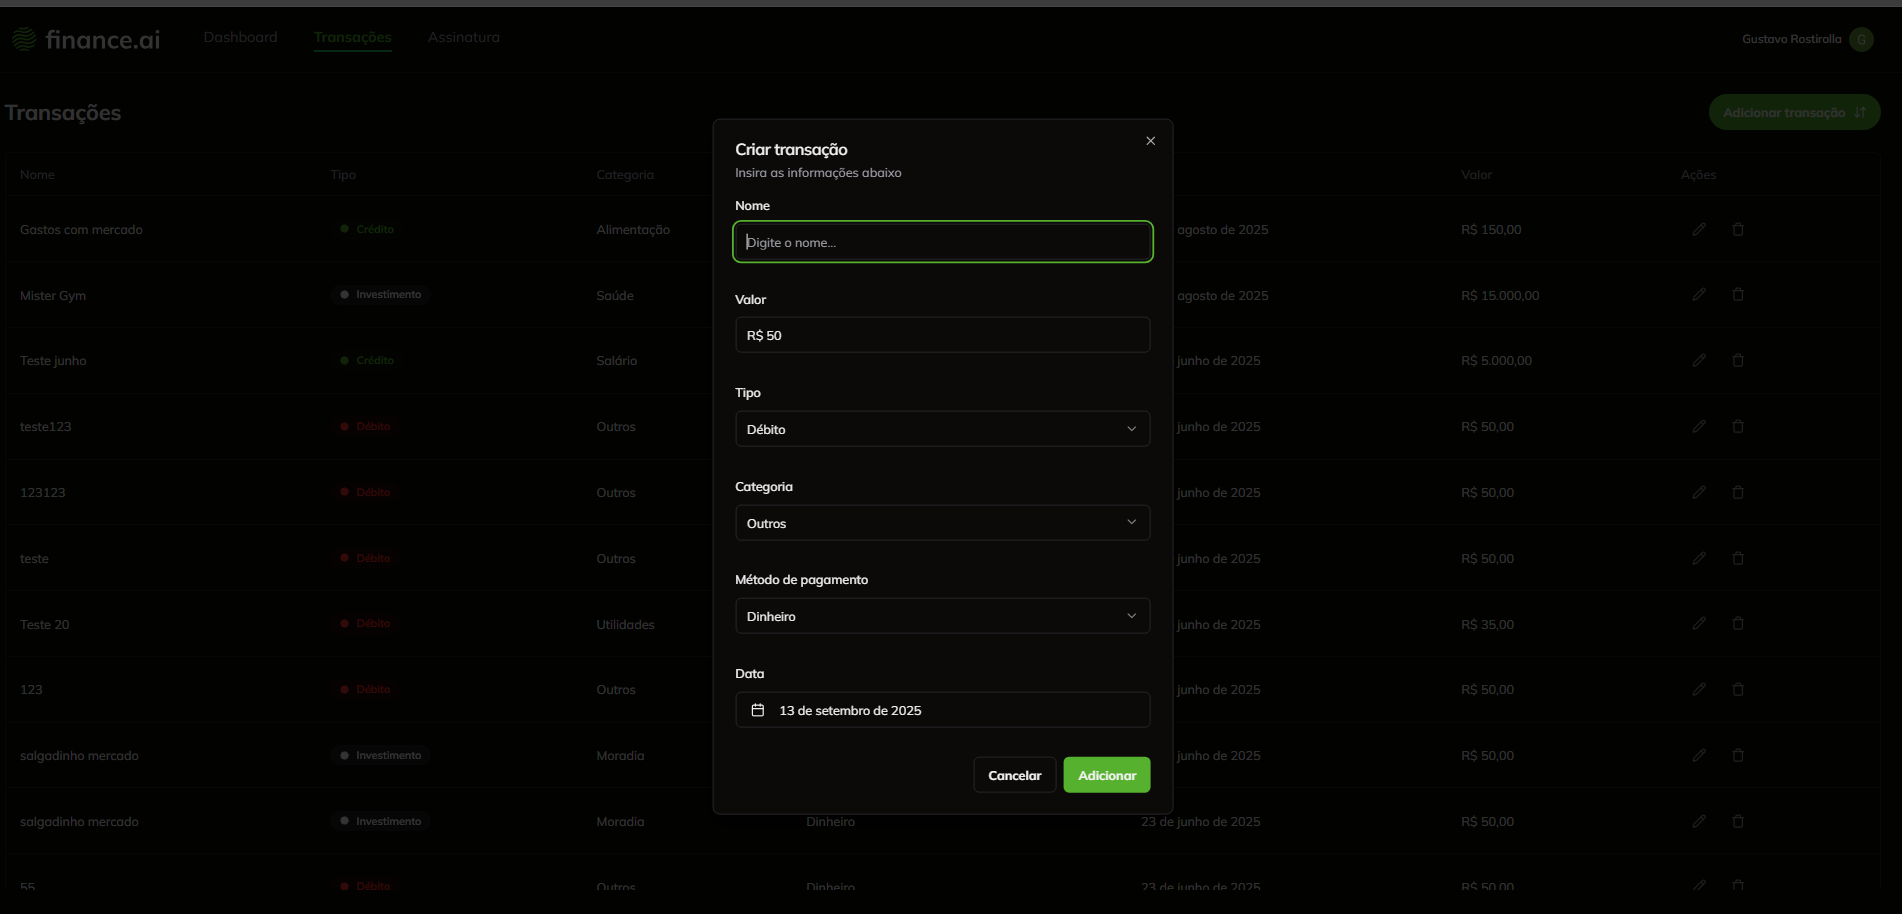 finance.ai Dashboard Transações Assinatura Gustavo Rostirolla G
Transações Adicionar transação
Nome Tipo Categoria Valor Ações
Gastos com mercado Crédito Alimentação agosto de 2025 R$ 150,00
Mister Gym Investimento Saúde agosto de 2025 R$ 15.000,00
Teste junho Crédito Salário junho de 2025 R$ 5.000,00
teste123 Débito Outros junho de 2025 R$ 50,00
123123 Débito Outros junho de 2025 R$ 50,00
teste Débito Outros junho de 2025 R$ 50,00
Teste 20 Débito Utilidades junho de 2025 R$ 35,00
123 Débito Outros junho de 2025 R$ 50,00
salgadinho mercado Investimento Moradia junho de 2025 R$ 50,00
salgadinho mercado Investimento Moradia Dinheiro 23 de junho de 2025 R$ 50,00
55 Débito Outros Dinheiro 23 de junho de 2025 R$ 50,00
Criar transação
Insira as informações abaixo
Nome
Digite o nome...
Valor
R$ 50
Tipo
Débito
Categoria
Outros
Método de pagamento
Dinheiro
Data
13 de setembro de 2025
Cancelar Adicionar